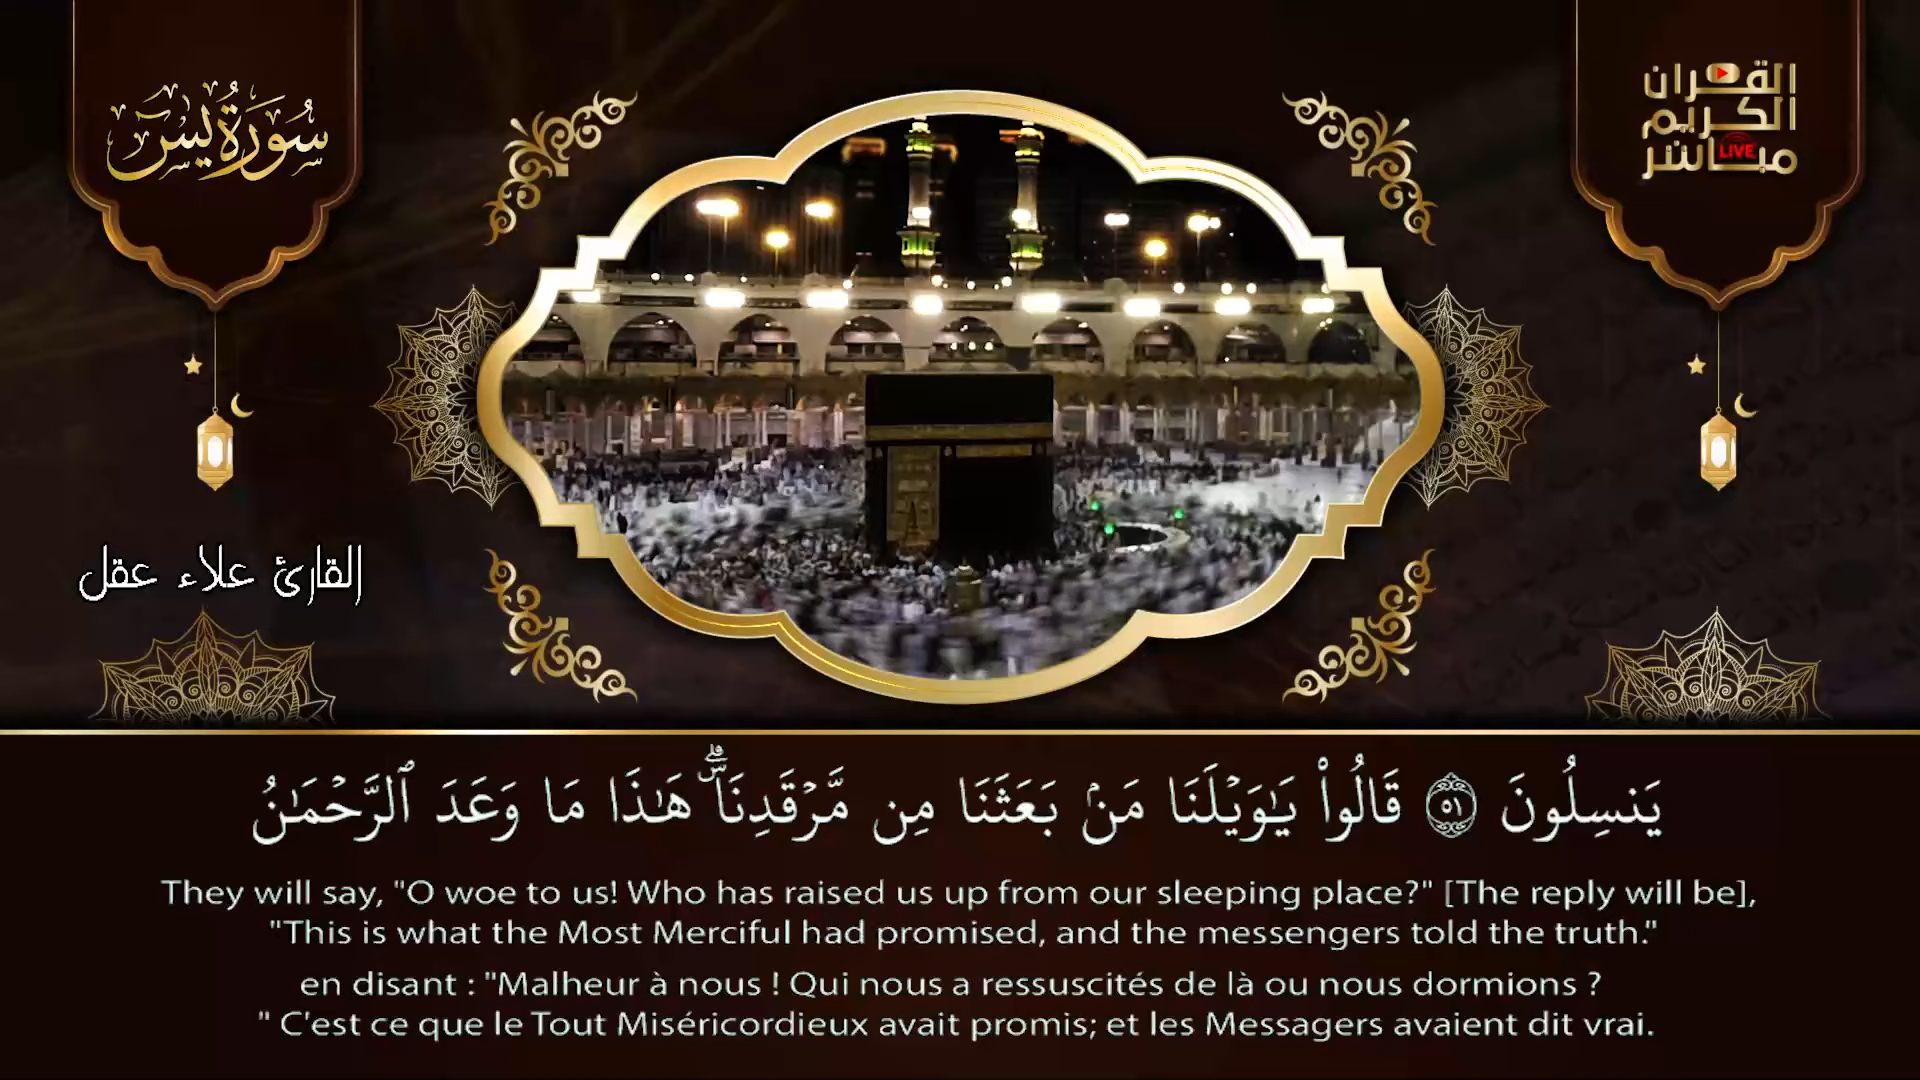 سُورَةُ يس
القرآن
الكريم
مباشر
LIVE
القارئ علاء عقل
يَنسِلُونَ ٥١ قَالُوا۟ يَـٰوَيْلَنَا مَنۢ بَعَثَنَا مِن مَّرْقَدِنَا ۜ ۗ هَـٰذَا مَا وَعَدَ ٱلرَّحْمَـٰنُ
They will say, "O woe to us! Who has raised us up from our sleeping place?" [The reply will be],
"This is what the Most Merciful had promised, and the messengers told the truth."
en disant : "Malheur à nous ! Qui nous a ressuscités de là ou nous dormions ?
" C'est ce que le Tout Miséricordieux avait promis; et les Messagers avaient dit vrai.